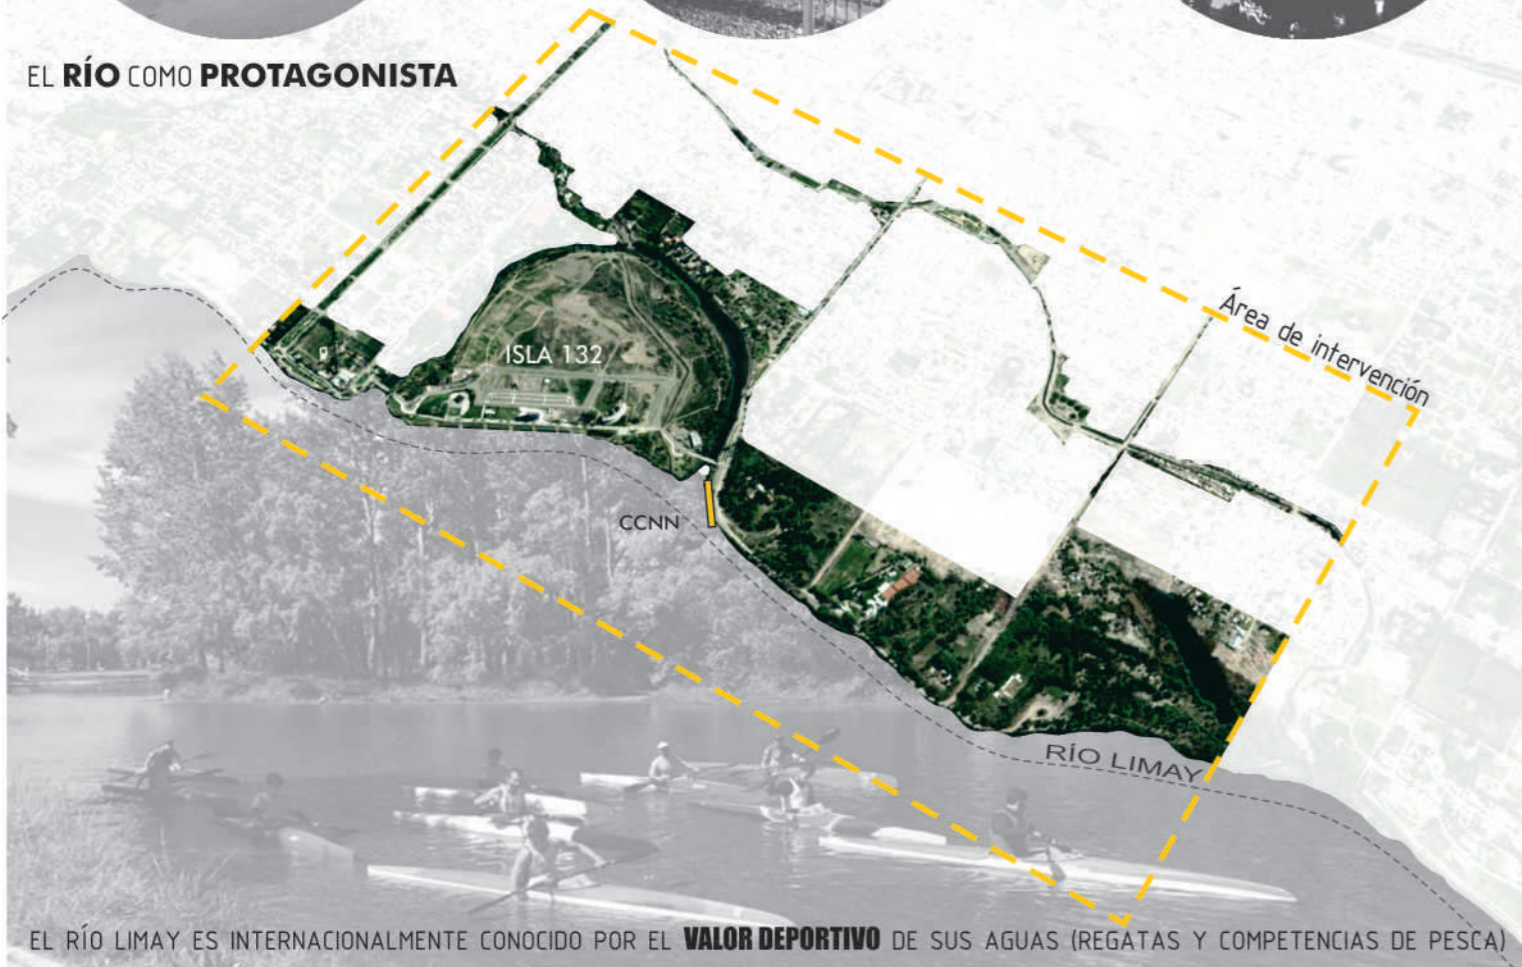 EL RÍO COMO PROTAGONISTA
Área de intervención
ISLA 132
CCNN
RÍO LIMAY
EL RÍO LIMAY ES INTERNACIONALMENTE CONOCIDO POR EL VALOR DEPORTIVO DE SUS AGUAS (REGATAS Y COMPETENCIAS DE PESCA)